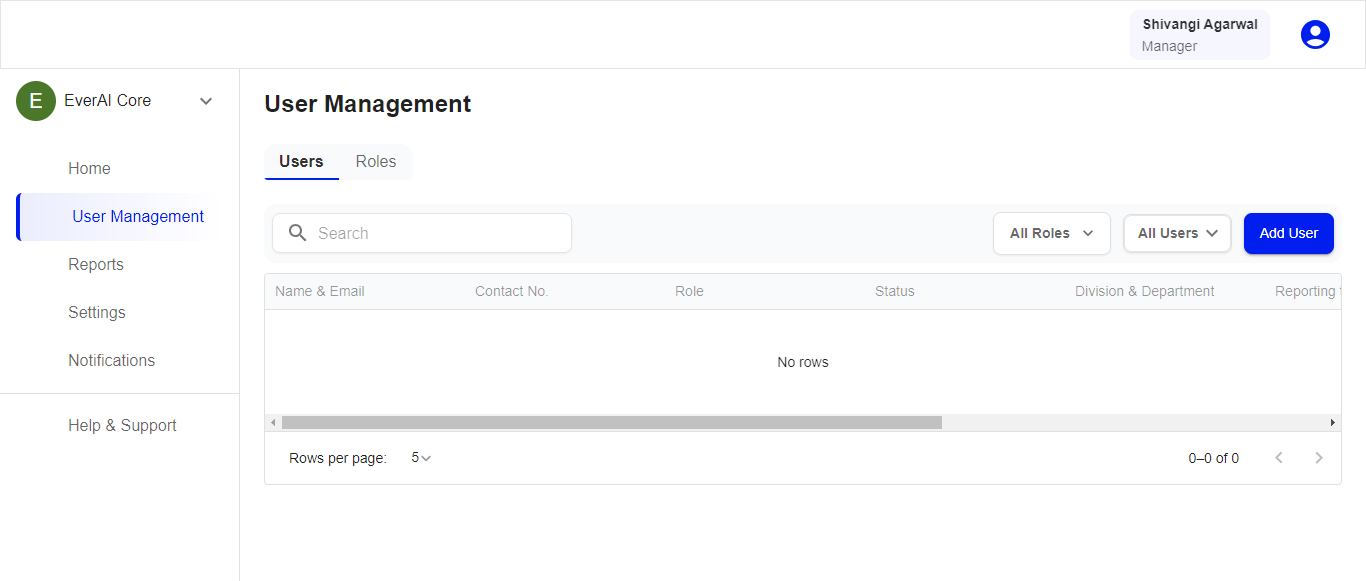 Shivangi Agarwal
Manager
E EverAI Core
User Management
Home
Users Roles
User Management
Search All Roles All Users Add User
Reports
Name & Email Contact No. Role Status Division & Department Reporting
Settings
Notifications
No rows
Help & Support
Rows per page: 5 0–0 of 0